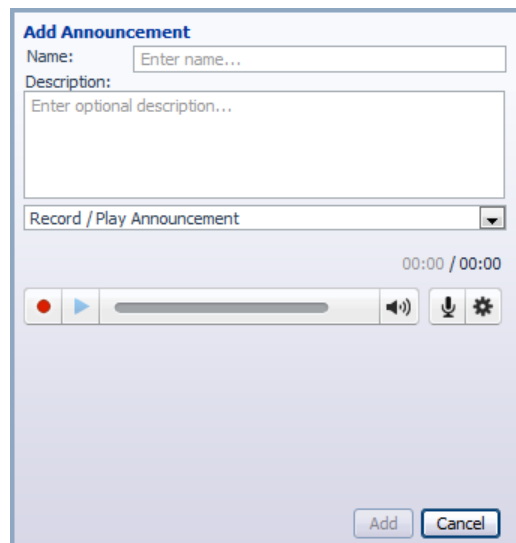 Add Announcement
Name: Enter name...
Description:
Enter optional description...
Record / Play Announcement
00:00 / 00:00
Add Cancel